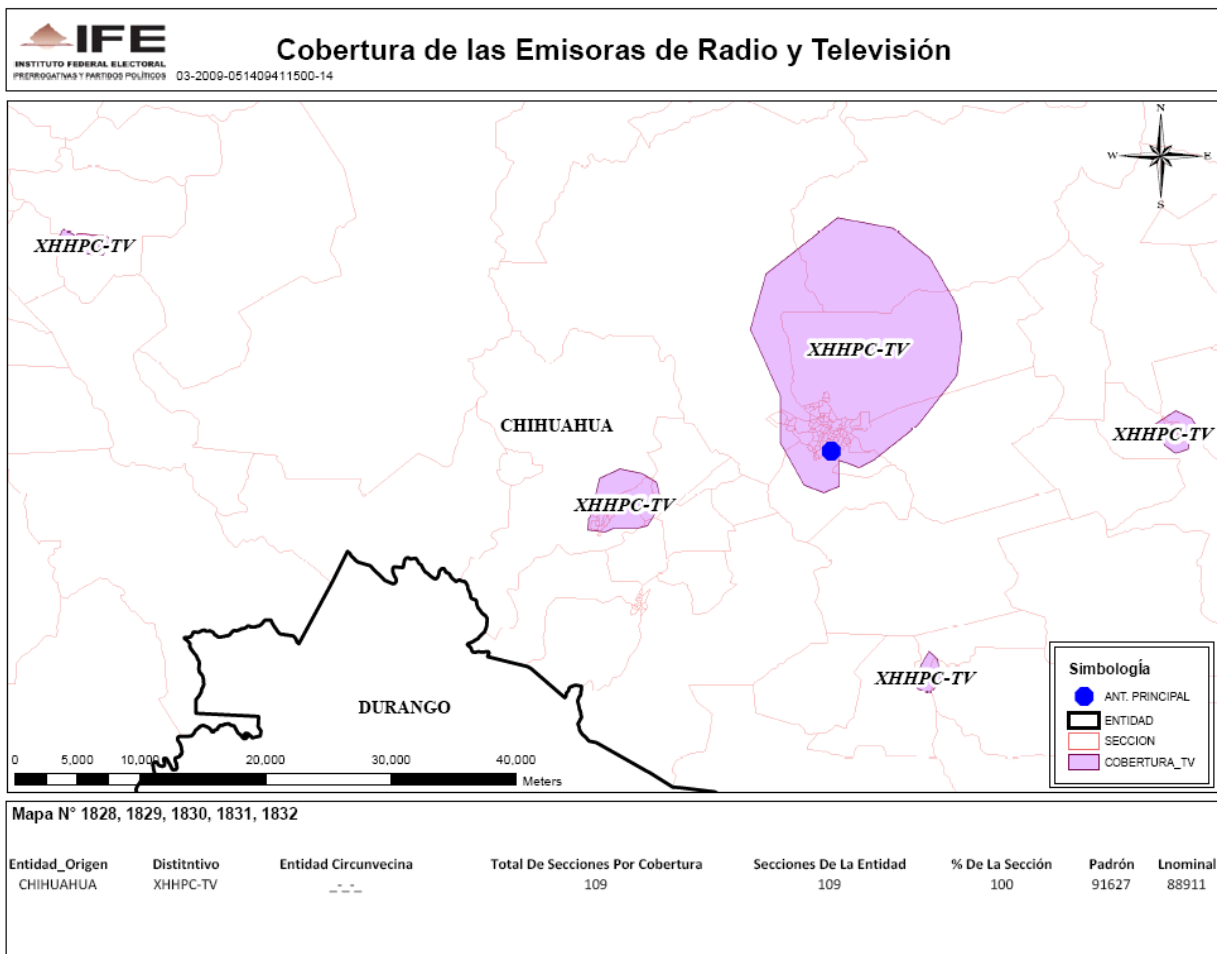 IFE
INSTITUTO FEDERAL ELECTORAL
PRERROGATIVAS Y PARTIDOS POLÍTICOS
03-2009-051409411500-14
Cobertura de las Emisoras de Radio y Televisión
N
W E
S
XHHPC-TV
XHHPC-TV
CHIHUAHUA
XHHPC-TV
XHHPC-TV
XHHPC-TV
DURANGO
0 5,000 10,000 20,000 30,000 40,000
Meters
Simbología
ANT. PRINCIPAL
ENTIDAD
SECCION
COBERTURA_TV
Mapa N° 1828, 1829, 1830, 1831, 1832
Entidad_Origen Distitntivo Entidad Circunvecina Total De Secciones Por Cobertura Secciones De La Entidad % De La Sección Padrón Lnominal
CHIHUAHUA XHHPC-TV _-_-_ 109 109 100 91627 88911